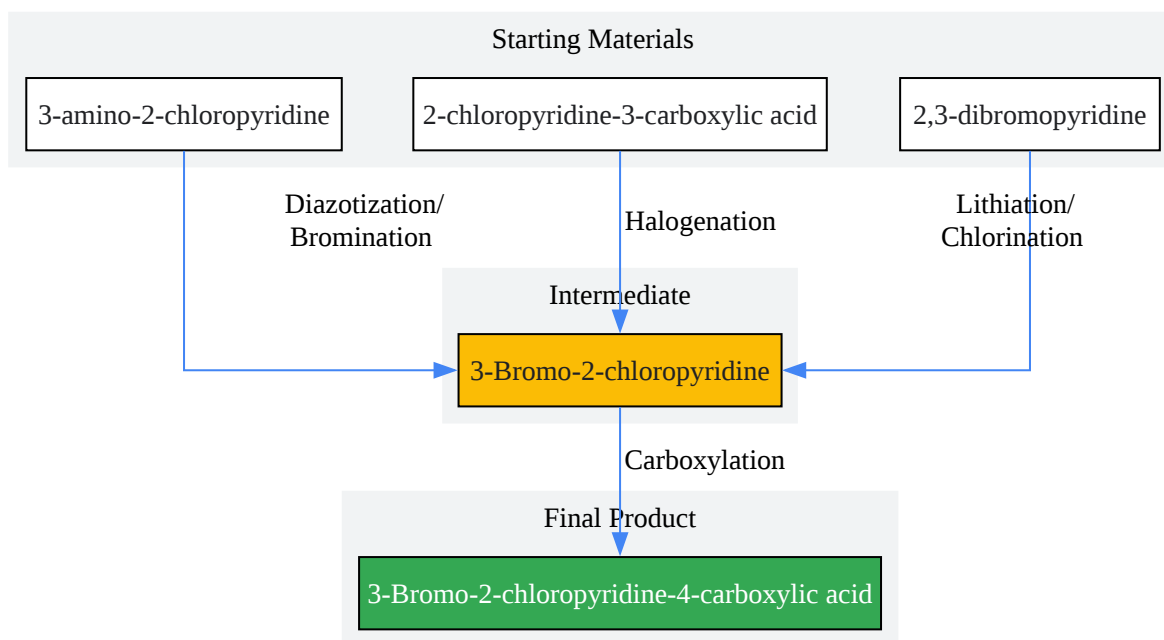 Starting Materials
3-amino-2-chloropyridine
2-chloropyridine-3-carboxylic acid
2,3-dibromopyridine
Diazotization/
Bromination
Halogenation
Lithiation/
Chlorination
Intermediate
3-Bromo-2-chloropyridine
Carboxylation
Final Product
3-Bromo-2-chloropyridine-4-carboxylic acid